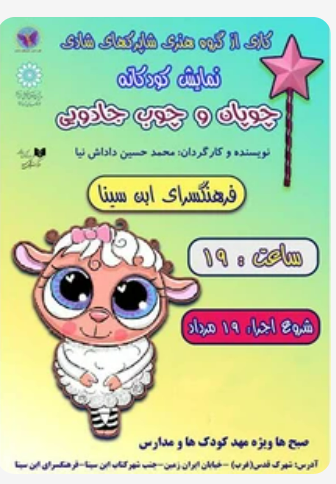 کاری از گروه هنری شاپرکهای شادی
نمایش کودکانه
چوپان و چوب جادویی
نویسنده و کارگردان: محمد حسین داداش نیا
فرهنگسرای ابن سینا
ساعت : ۱۹
شروع اجرا: ۱۹ مرداد
صبح ها ویژه مهد کودک ها و مدارس
آدرس: شهرک قدس(غرب) –خیابان ایران زمین–جنب شهرکتاب ابن سینا–فرهنگسرای ابن سینا